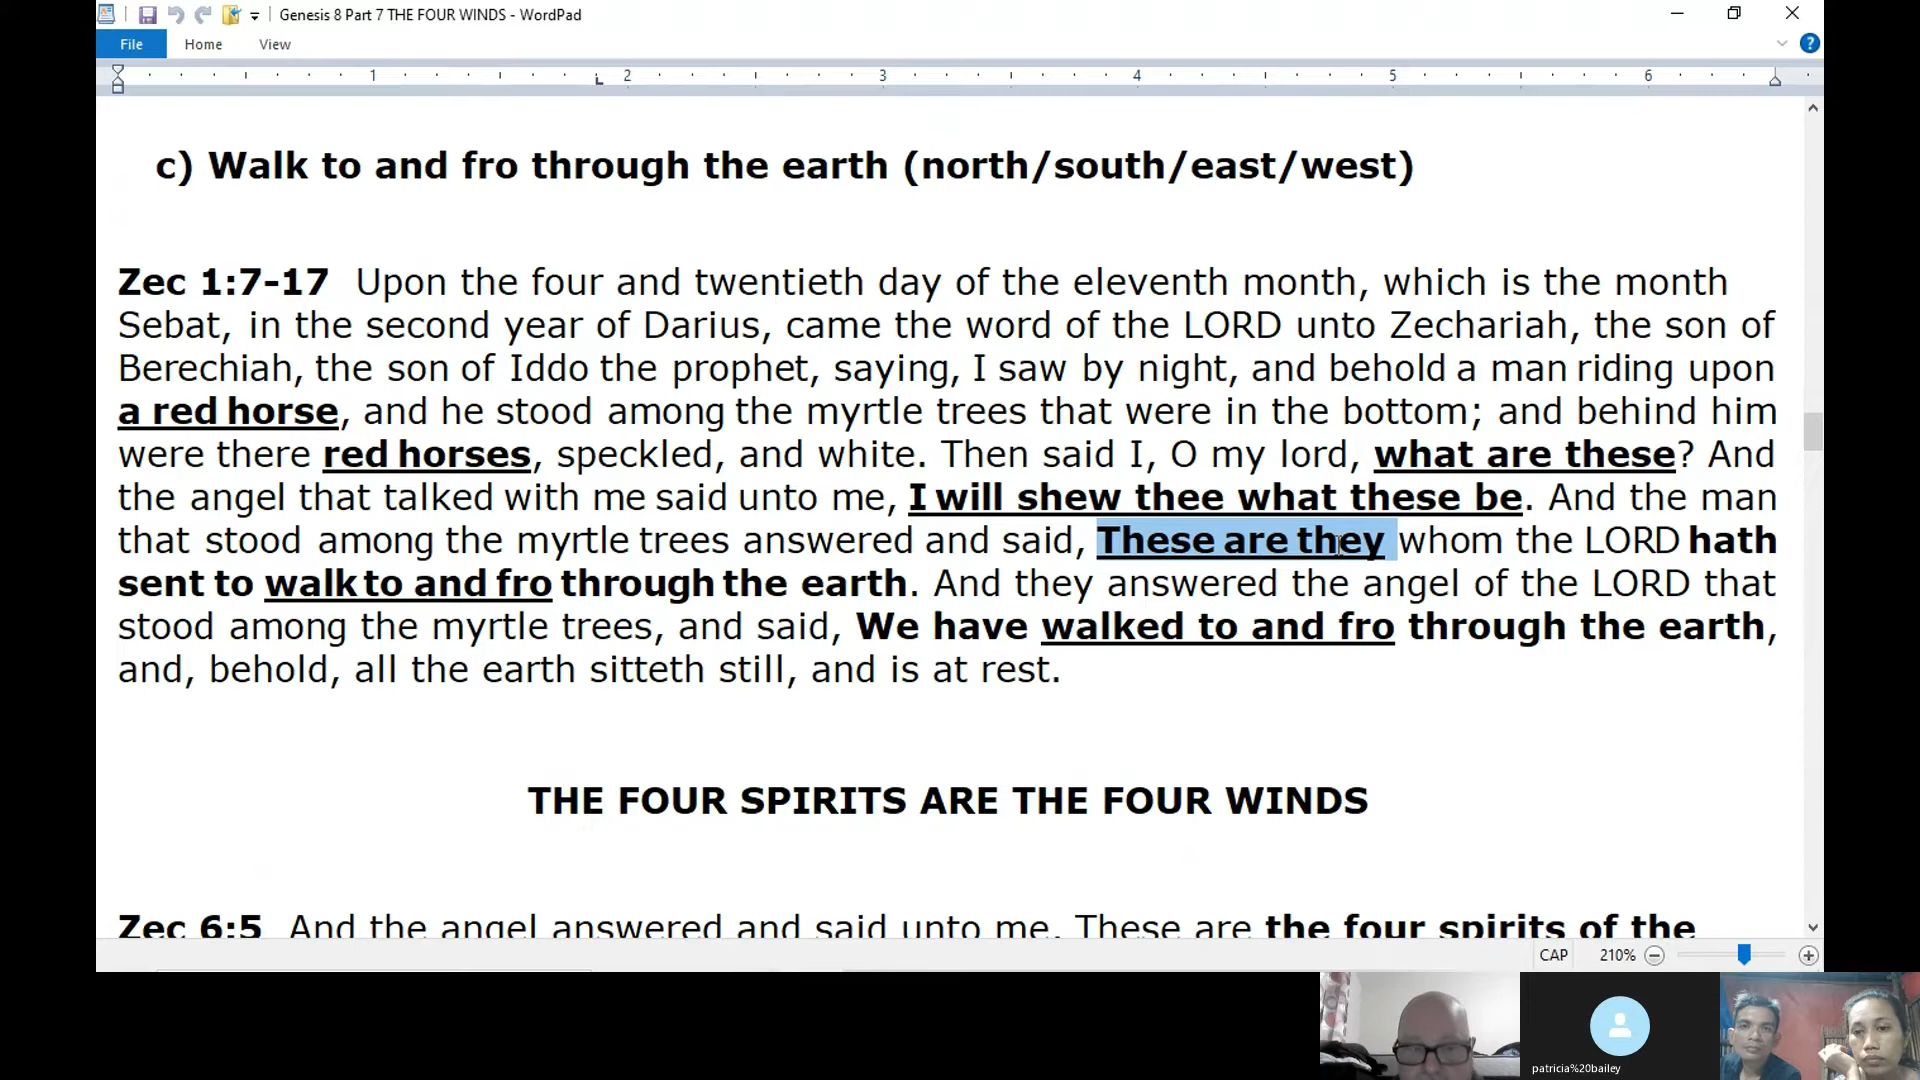 Genesis 8 Part 7 THE FOUR WINDS - WordPad
File Home View
1 2 3 4 5 6
c) Walk to and fro through the earth (north/south/east/west)
Zec 1:7-17 Upon the four and twentieth day of the eleventh month, which is the month
Sebat, in the second year of Darius, came the word of the LORD unto Zechariah, the son of
Berechiah, the son of Iddo the prophet, saying, I saw by night, and behold a man riding upon
a red horse, and he stood among the myrtle trees that were in the bottom; and behind him
were there red horses, speckled, and white. Then said I, O my lord, what are these? And
the angel that talked with me said unto me, I will shew thee what these be. And the man
that stood among the myrtle trees answered and said, These are they whom the LORD hath
sent to walk to and fro through the earth. And they answered the angel of the LORD that
stood among the myrtle trees, and said, We have walked to and fro through the earth,
and, behold, all the earth sitteth still, and is at rest.
THE FOUR SPIRITS ARE THE FOUR WINDS
Zec 6:5 And the angel answered and said unto me, These are the four spirits of the
CAP 210%
patricia%20bailey